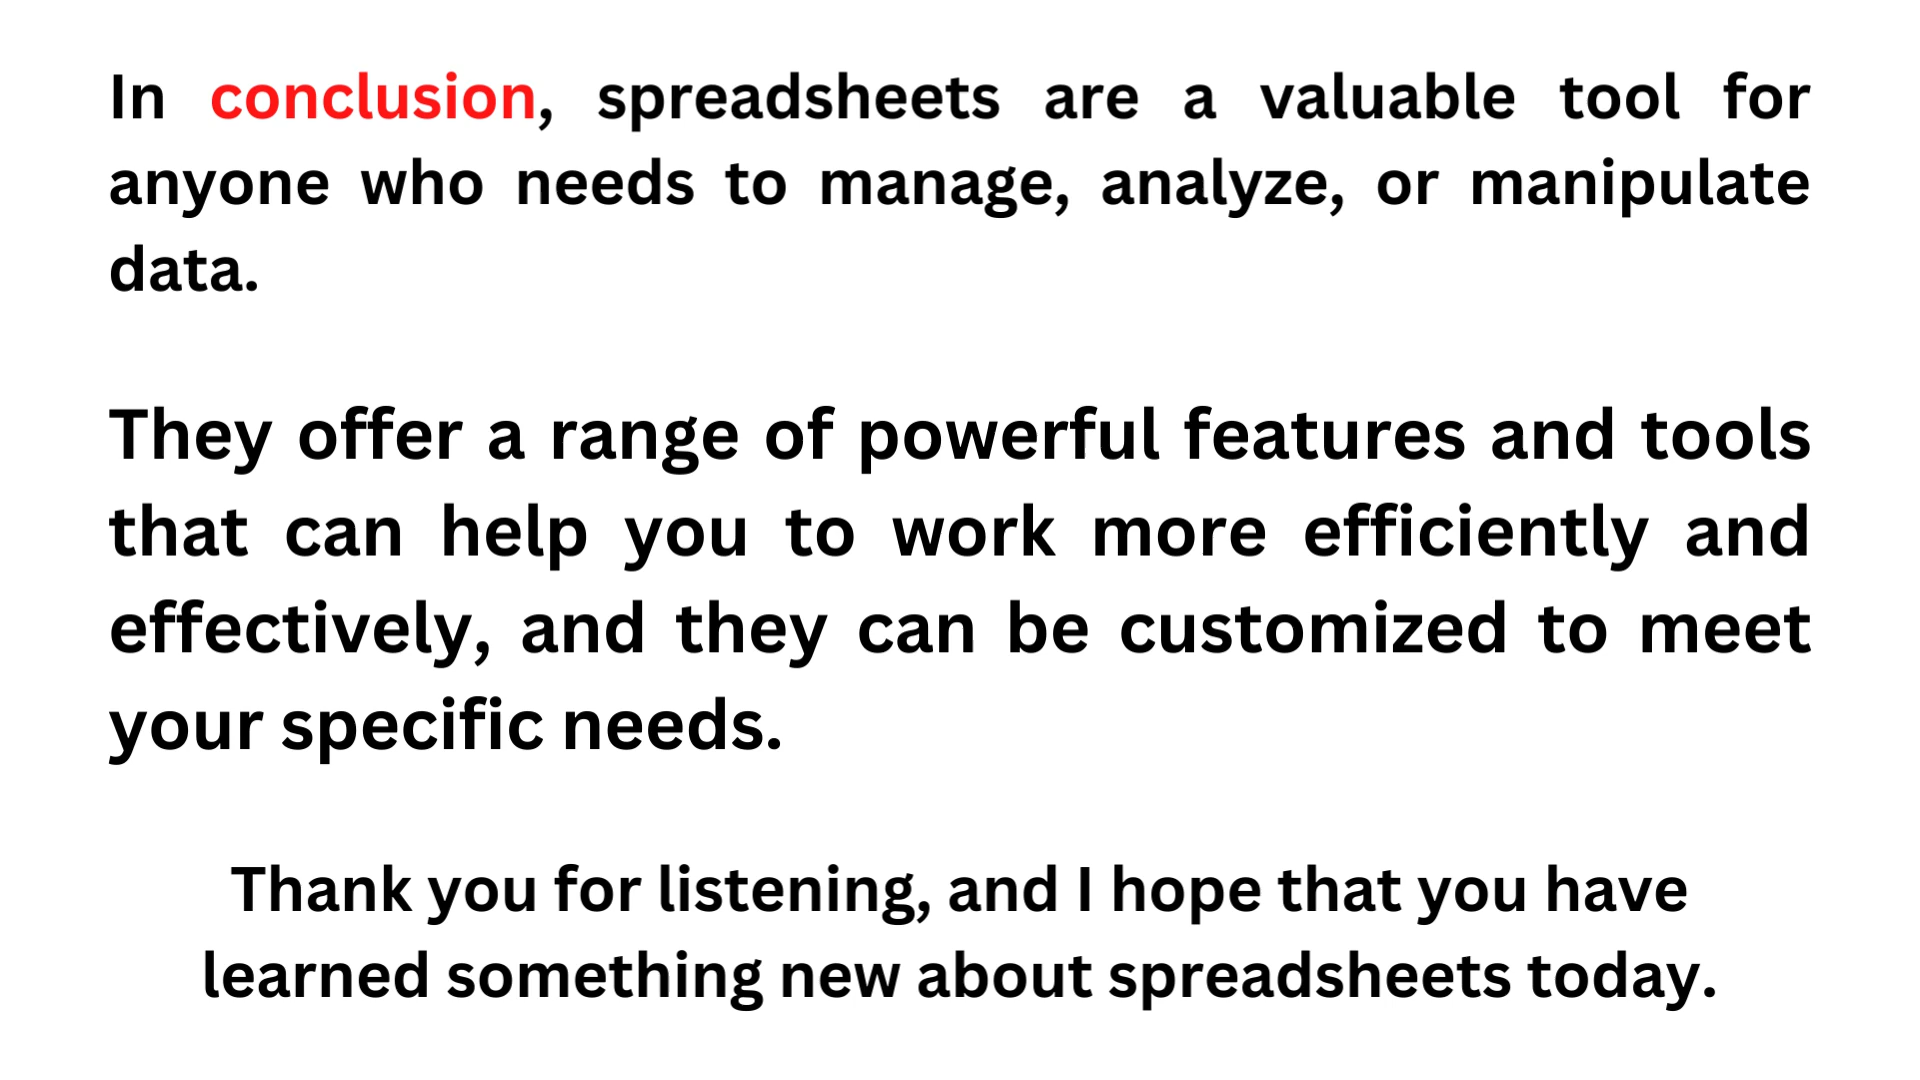 In conclusion, spreadsheets are a valuable tool for
anyone who needs to manage, analyze, or manipulate
data.
They offer a range of powerful features and tools
that can help you to work more efficiently and
effectively, and they can be customized to meet
your specific needs.
Thank you for listening, and I hope that you have
learned something new about spreadsheets today.